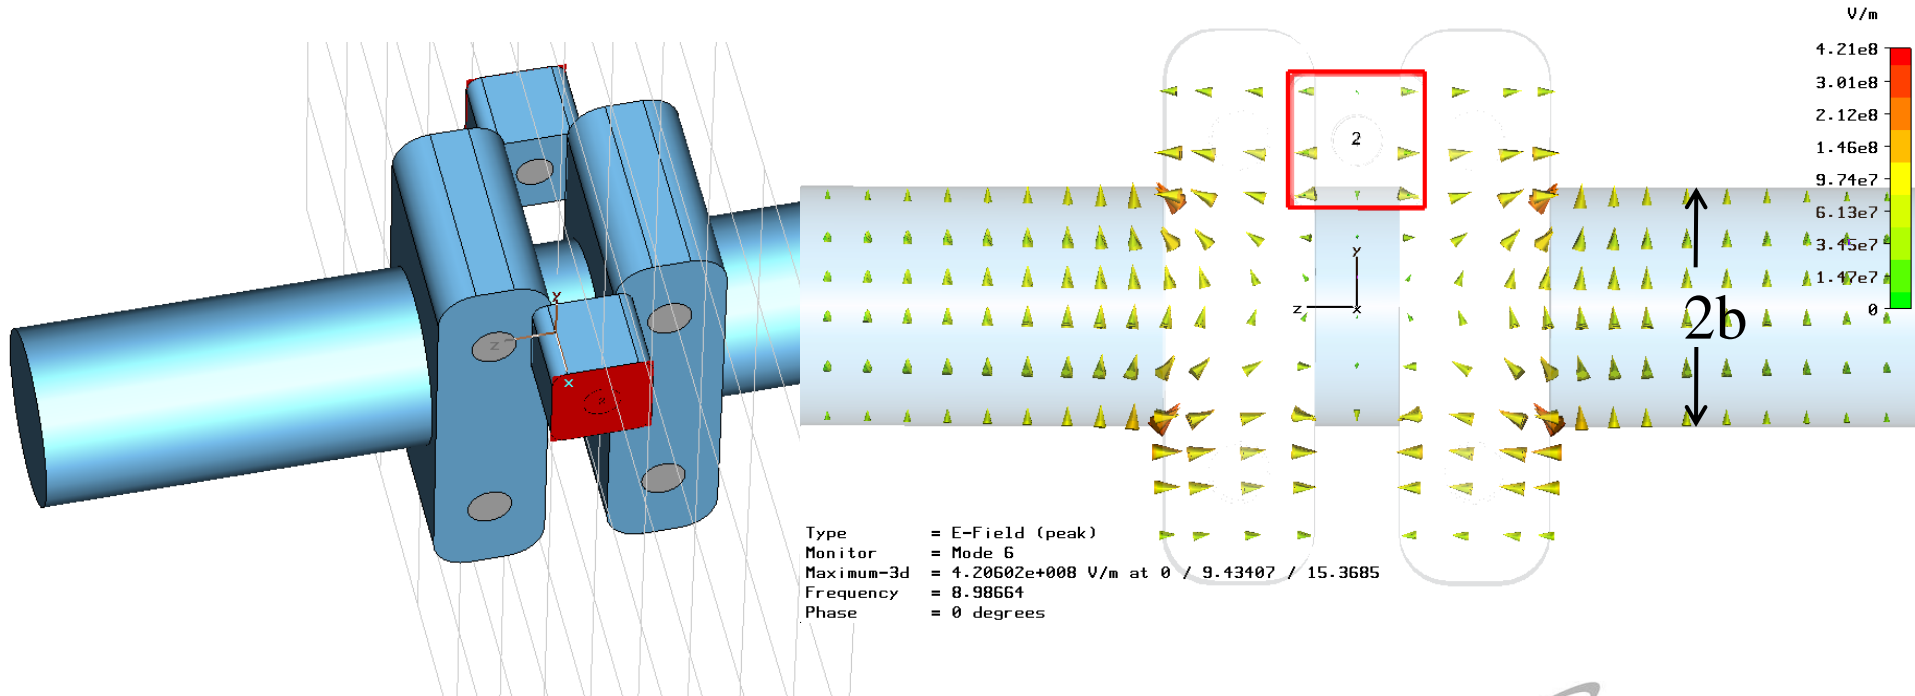 V/m
4.21e8
3.01e8
2.12e8
1.46e8
9.74e7
6.13e7
3.45e7
1.47e7
0
2
y
z
x
2b
y
z
x
Type = E-Field (peak)
Monitor = Mode 6
Maximum-3d = 4.20602e+008 V/m at 0 / 9.43407 / 15.3685
Frequency = 8.98664
Phase = 0 degrees